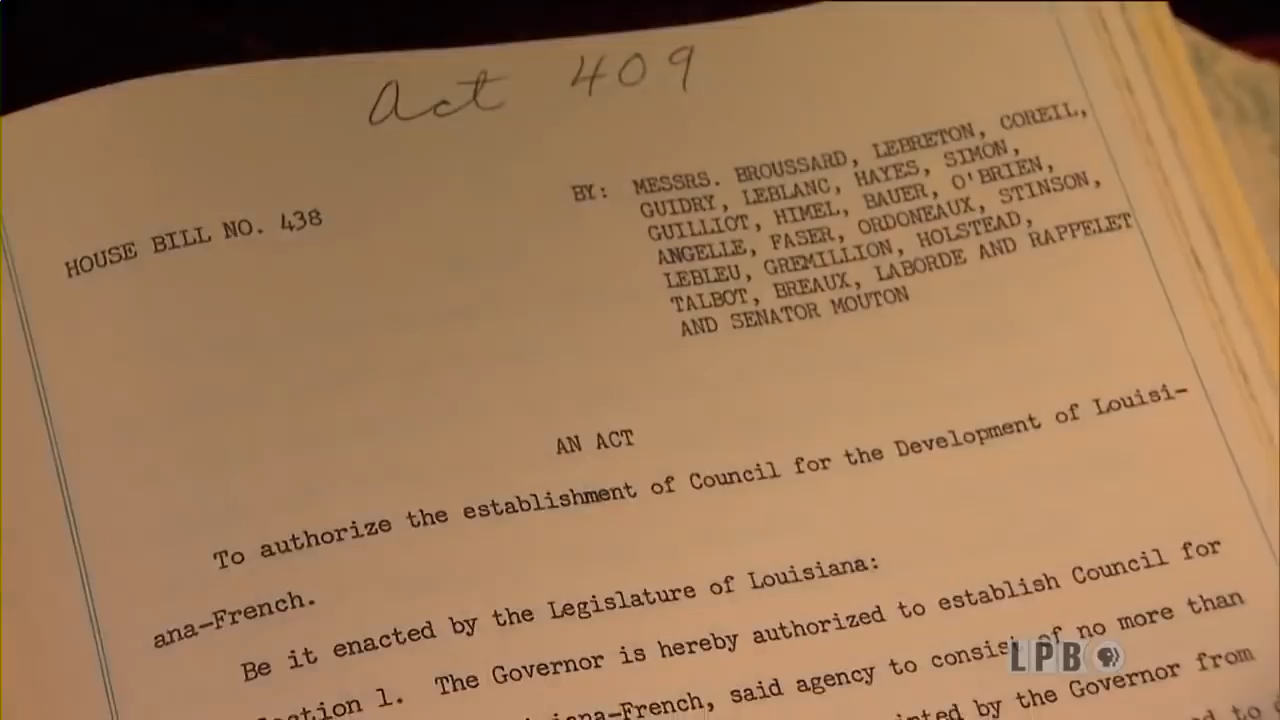 Act 409
HOUSE BILL NO. 438
BY: MESSRS. BROUSSARD, LEBRETON, COREIL,
GUIDRY, LEBLANC, HAYES, SIMON,
GUILLIOT, HIMEL, BAUER, O'BRIEN,
ANGELLE, FASER, ORDONEAUX, STINSON,
LEBLEU, GREMILLION, HOLSTEAD,
TALBOT, BREAUX, LABORDE AND RAPPELET
AND SENATOR MOUTON
AN ACT
To authorize the establishment of Council for the Development of Louisi-
ana-French.
Be it enacted by the Legislature of Louisiana:
1. The Governor is hereby authorized to establish Council for
-French, said agency to consist of no more than
by the Governor from
LPB